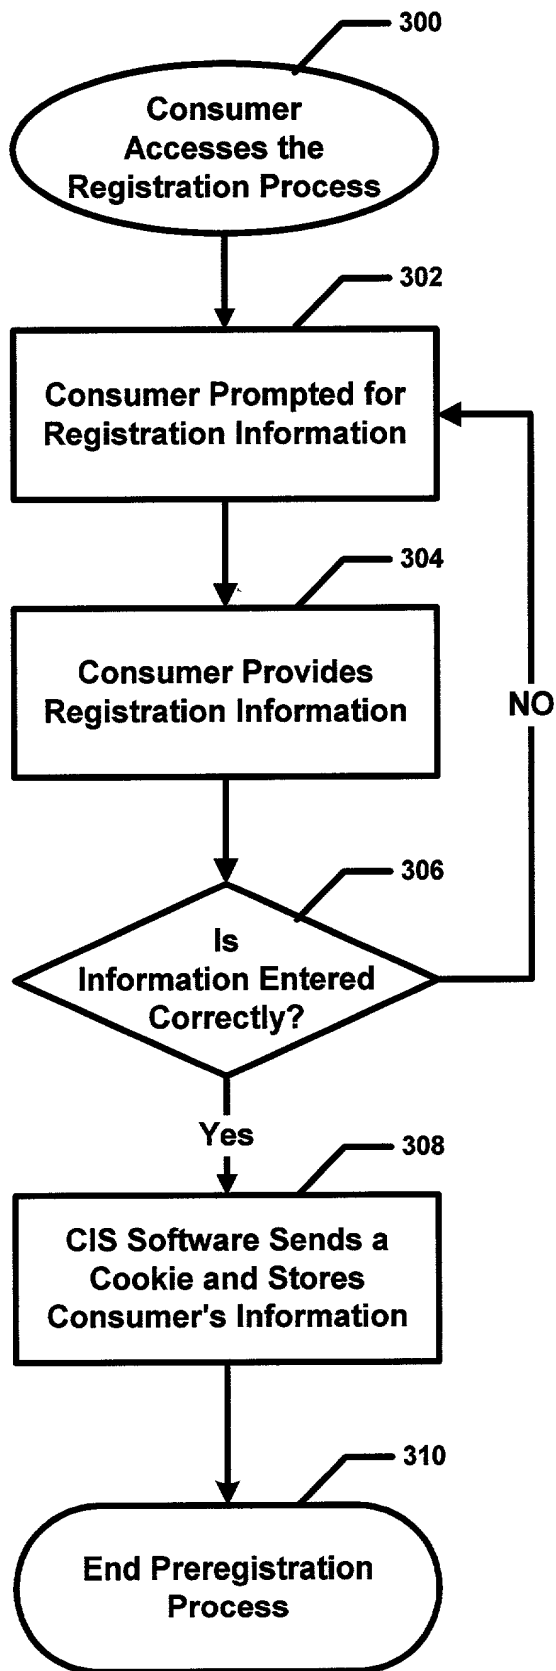 300
Consumer
Accesses the
Registration Process
302
Consumer Prompted for
Registration Information
304
Consumer Provides
Registration Information
NO
306
Is
Information Entered
Correctly?
Yes
308
CIS Software Sends a
Cookie and Stores
Consumer's Information
310
End Preregistration
Process